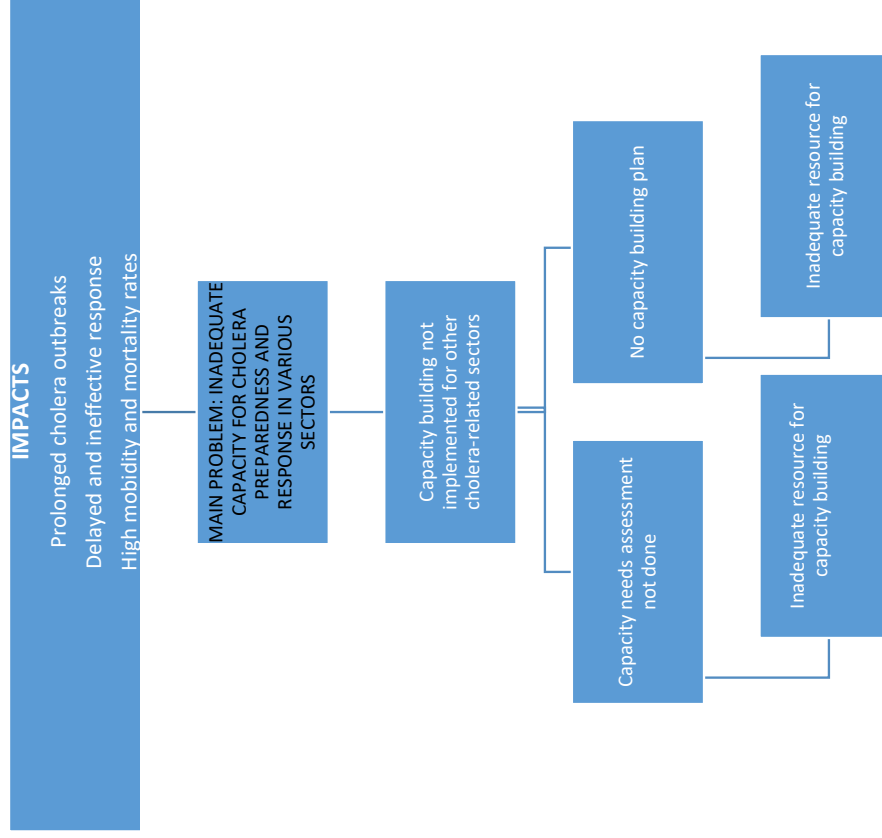 IMPACTS
Prolonged cholera outbreaks
Delayed and ineffective response
High mobidity and mortality rates
MAIN PROBLEM: INADEQUATE
CAPACITY FOR CHOLERA
PREPAREDNESS AND
RESPONSE IN VARIOUS
SECTORS
Capacity building not
implemented for other
cholera-related sectors
Capacity needs assessment
not done
No capacity building plan
Inadequate resource for
capacity building
Inadequate resource for
capacity building